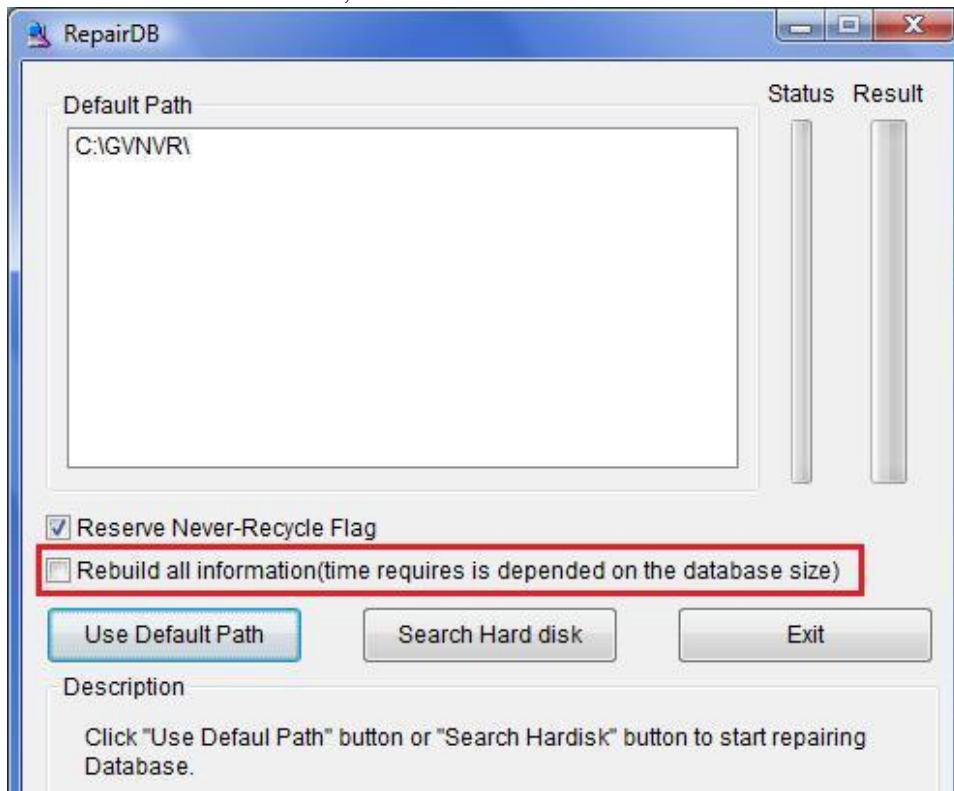 RepairDB
Default Path
Status Result
C:\GVNVR\
Reserve Never-Recycle Flag
Rebuild all information(time requires is depended on the database size)
Use Default Path
Search Hard disk
Exit
Description
Click "Use Defaul Path" button or "Search Hardisk" button to start repairing
Database.